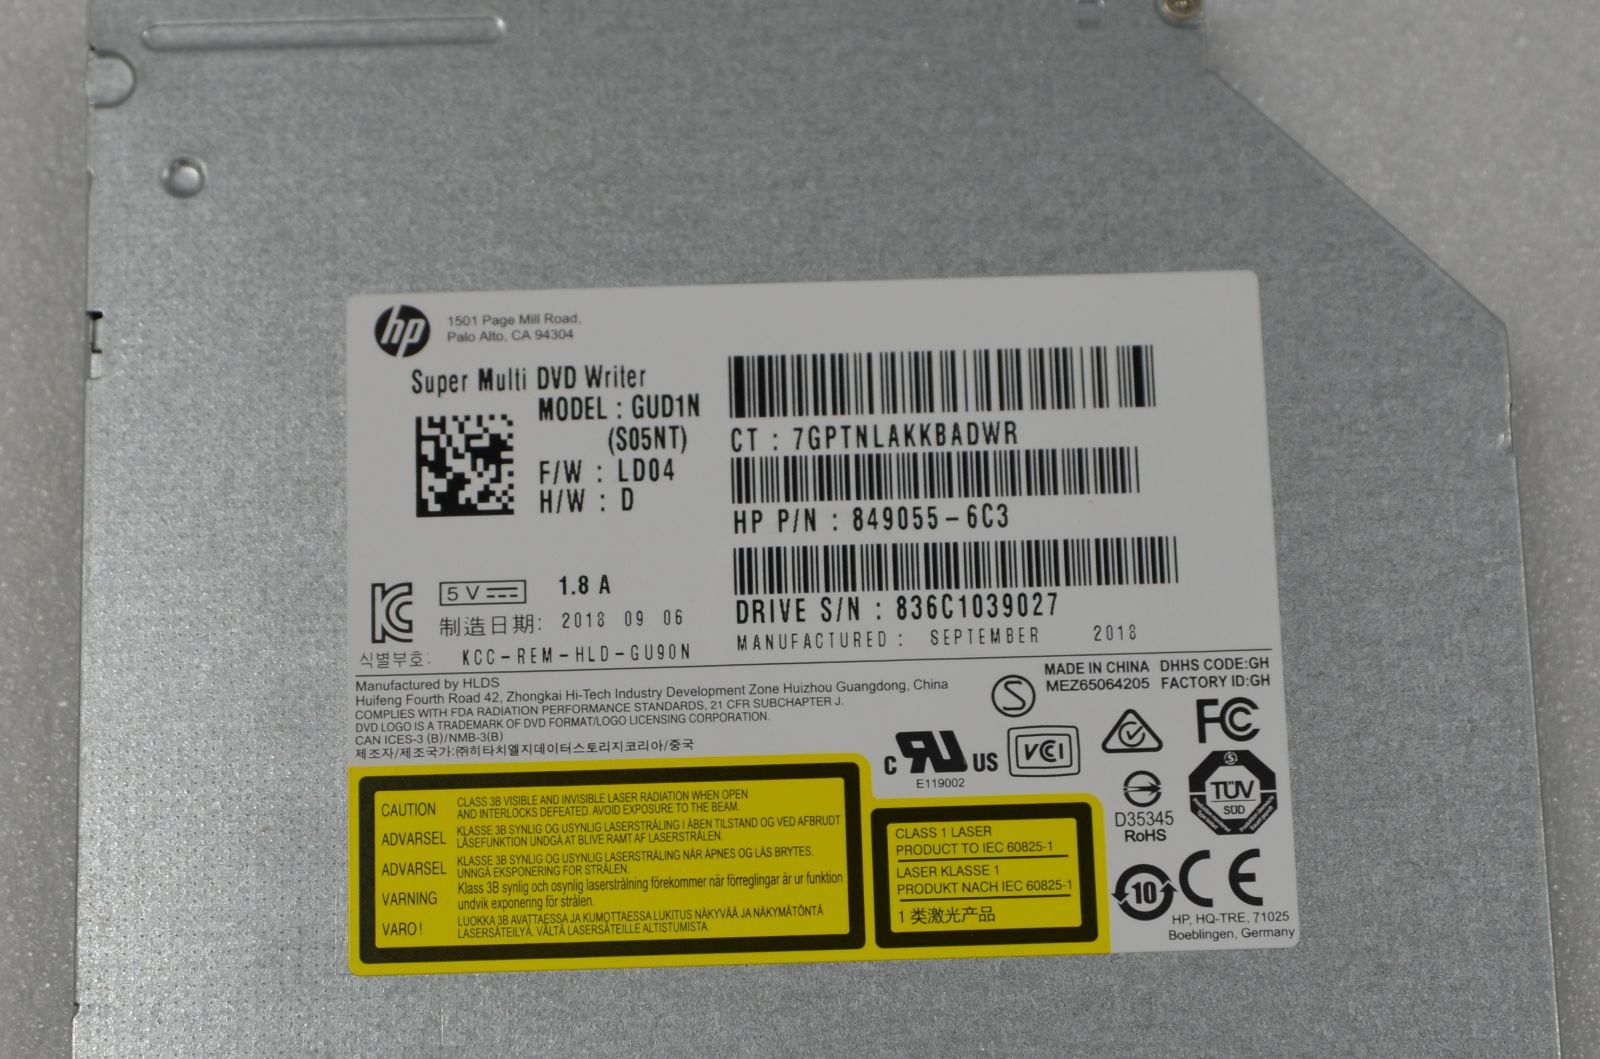 hp
1501 Page Mill Road,
Palo Alto, CA 94304
Super Multi DVD Writer
MODEL : GUD1N
(S05NT)
F/W : LD04
H/W : D
CT : 7GPTNLAKKBADWR
HP P/N : 849055-6C3
DRIVE S/N : 836C1039027
MANUFACTURED : SEPTEMBER 2018
5 V 1.8 A
制造日期: 2018 09 06
식별부호: KCC-REM-HLD-GU90N
Manufactured by HLDS
Huifeng Fourth Road 42, Zhongkai Hi-Tech Industry Development Zone Huizhou Guangdong, China
COMPLIES WITH FDA RADIATION PERFORMANCE STANDARDS, 21 CFR SUBCHAPTER J.
DVD LOGO IS A TRADEMARK OF DVD FORMAT/LOGO LICENSING CORPORATION.
CAN ICES-3 (B)/NMB-3(B)
제조자/제조국가:㈜히타치엘지데이터스토리지코리아/중국
S
MADE IN CHINA DHHS CODE:GH
MEZ65064205 FACTORY ID:GH
FC
c RU US
E119002
VCI
D35345
RoHS
TÜV
SÜD
CAUTION CLASS 3B VISIBLE AND INVISIBLE LASER RADIATION WHEN OPEN
AND INTERLOCKS DEFEATED. AVOID EXPOSURE TO THE BEAM.
ADVARSEL KLASSE 3B SYNLIG OG USYNLIG LASERSTRÅLING I ÅBEN TILSTAND OG VED AFBRUDT
LÅSEFUNKTION UNDGÅ AT BLIVE RAMT AF LASERSTRÅLEN.
ADVARSEL KLASSE 3B SYNLIG OG USYNLIG LASERSTRÅLING NÅR ÅPNES OG LÅS BRYTES.
UNNGÅ EKSPONERING FOR STRÅLEN.
VARNING Klass 3B synlig och osynlig laserstrålning förekommer när förreglingar är ur funktion
undvik exponering för strålen.
VARO! LUOKKA 3B AVATTAESSA JA KUMOTTAESSA LUKITUS NÄKYVÄÄ JA NÄKYMÄTÖNTÄ
LASERSÄTEILYÄ, VÄLTÄ LASERSÄTEILLE ALTISTUMISTA.
CLASS 1 LASER
PRODUCT TO IEC 60825-1
LASER KLASSE 1
PRODUKT NACH IEC 60825-1
1 类激光产品
10
CE
HP, HQ-TRE, 71025
Boeblingen, Germany